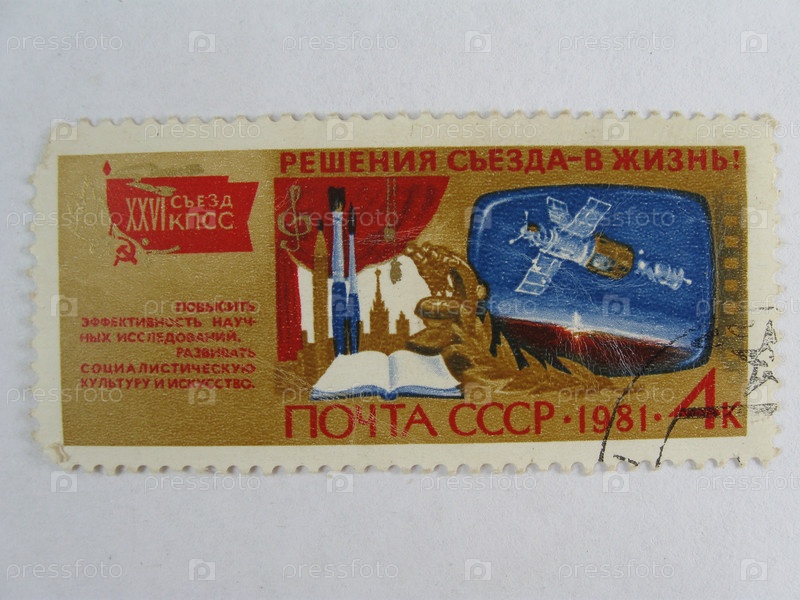 РЕШЕНИЯ СЪЕЗДА-В ЖИЗНЬ!
XXVI СЪЕЗД
КПСС
ПОВЫСИТЬ
ЭФФЕКТИВНОСТЬ НАУЧ-
НЫХ ИССЛЕДОВАНИЙ.
РАЗВИВАТЬ
СОЦИАЛИСТИЧЕСКУЮ
КУЛЬТУРУ И ИСКУССТВО.
ПОЧТА СССР·1981·4К
pressfoto